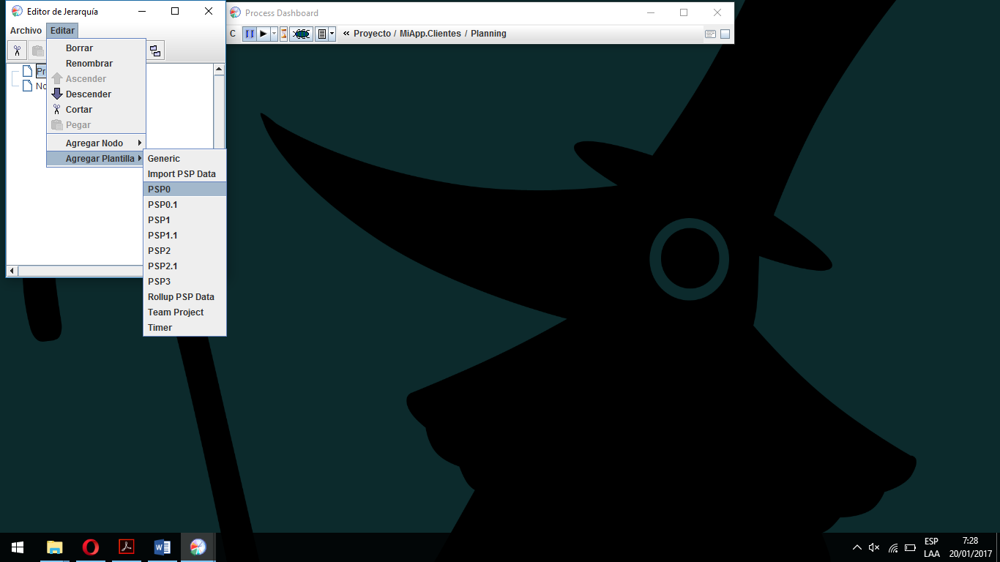 Editor de Jerarquía
Archivo Editar
Borrar
Renombrar
Ascender
Descender
Cortar
Pegar
Agregar Nodo
Agregar Plantilla
Pr
No
Generic
Import PSP Data
PSP0
PSP0.1
PSP1
PSP1.1
PSP2
PSP2.1
PSP3
Rollup PSP Data
Team Project
Timer
Process Dashboard
C « Proyecto / MiApp.Clientes / Planning
ESP 7:28
LAA 20/01/2017